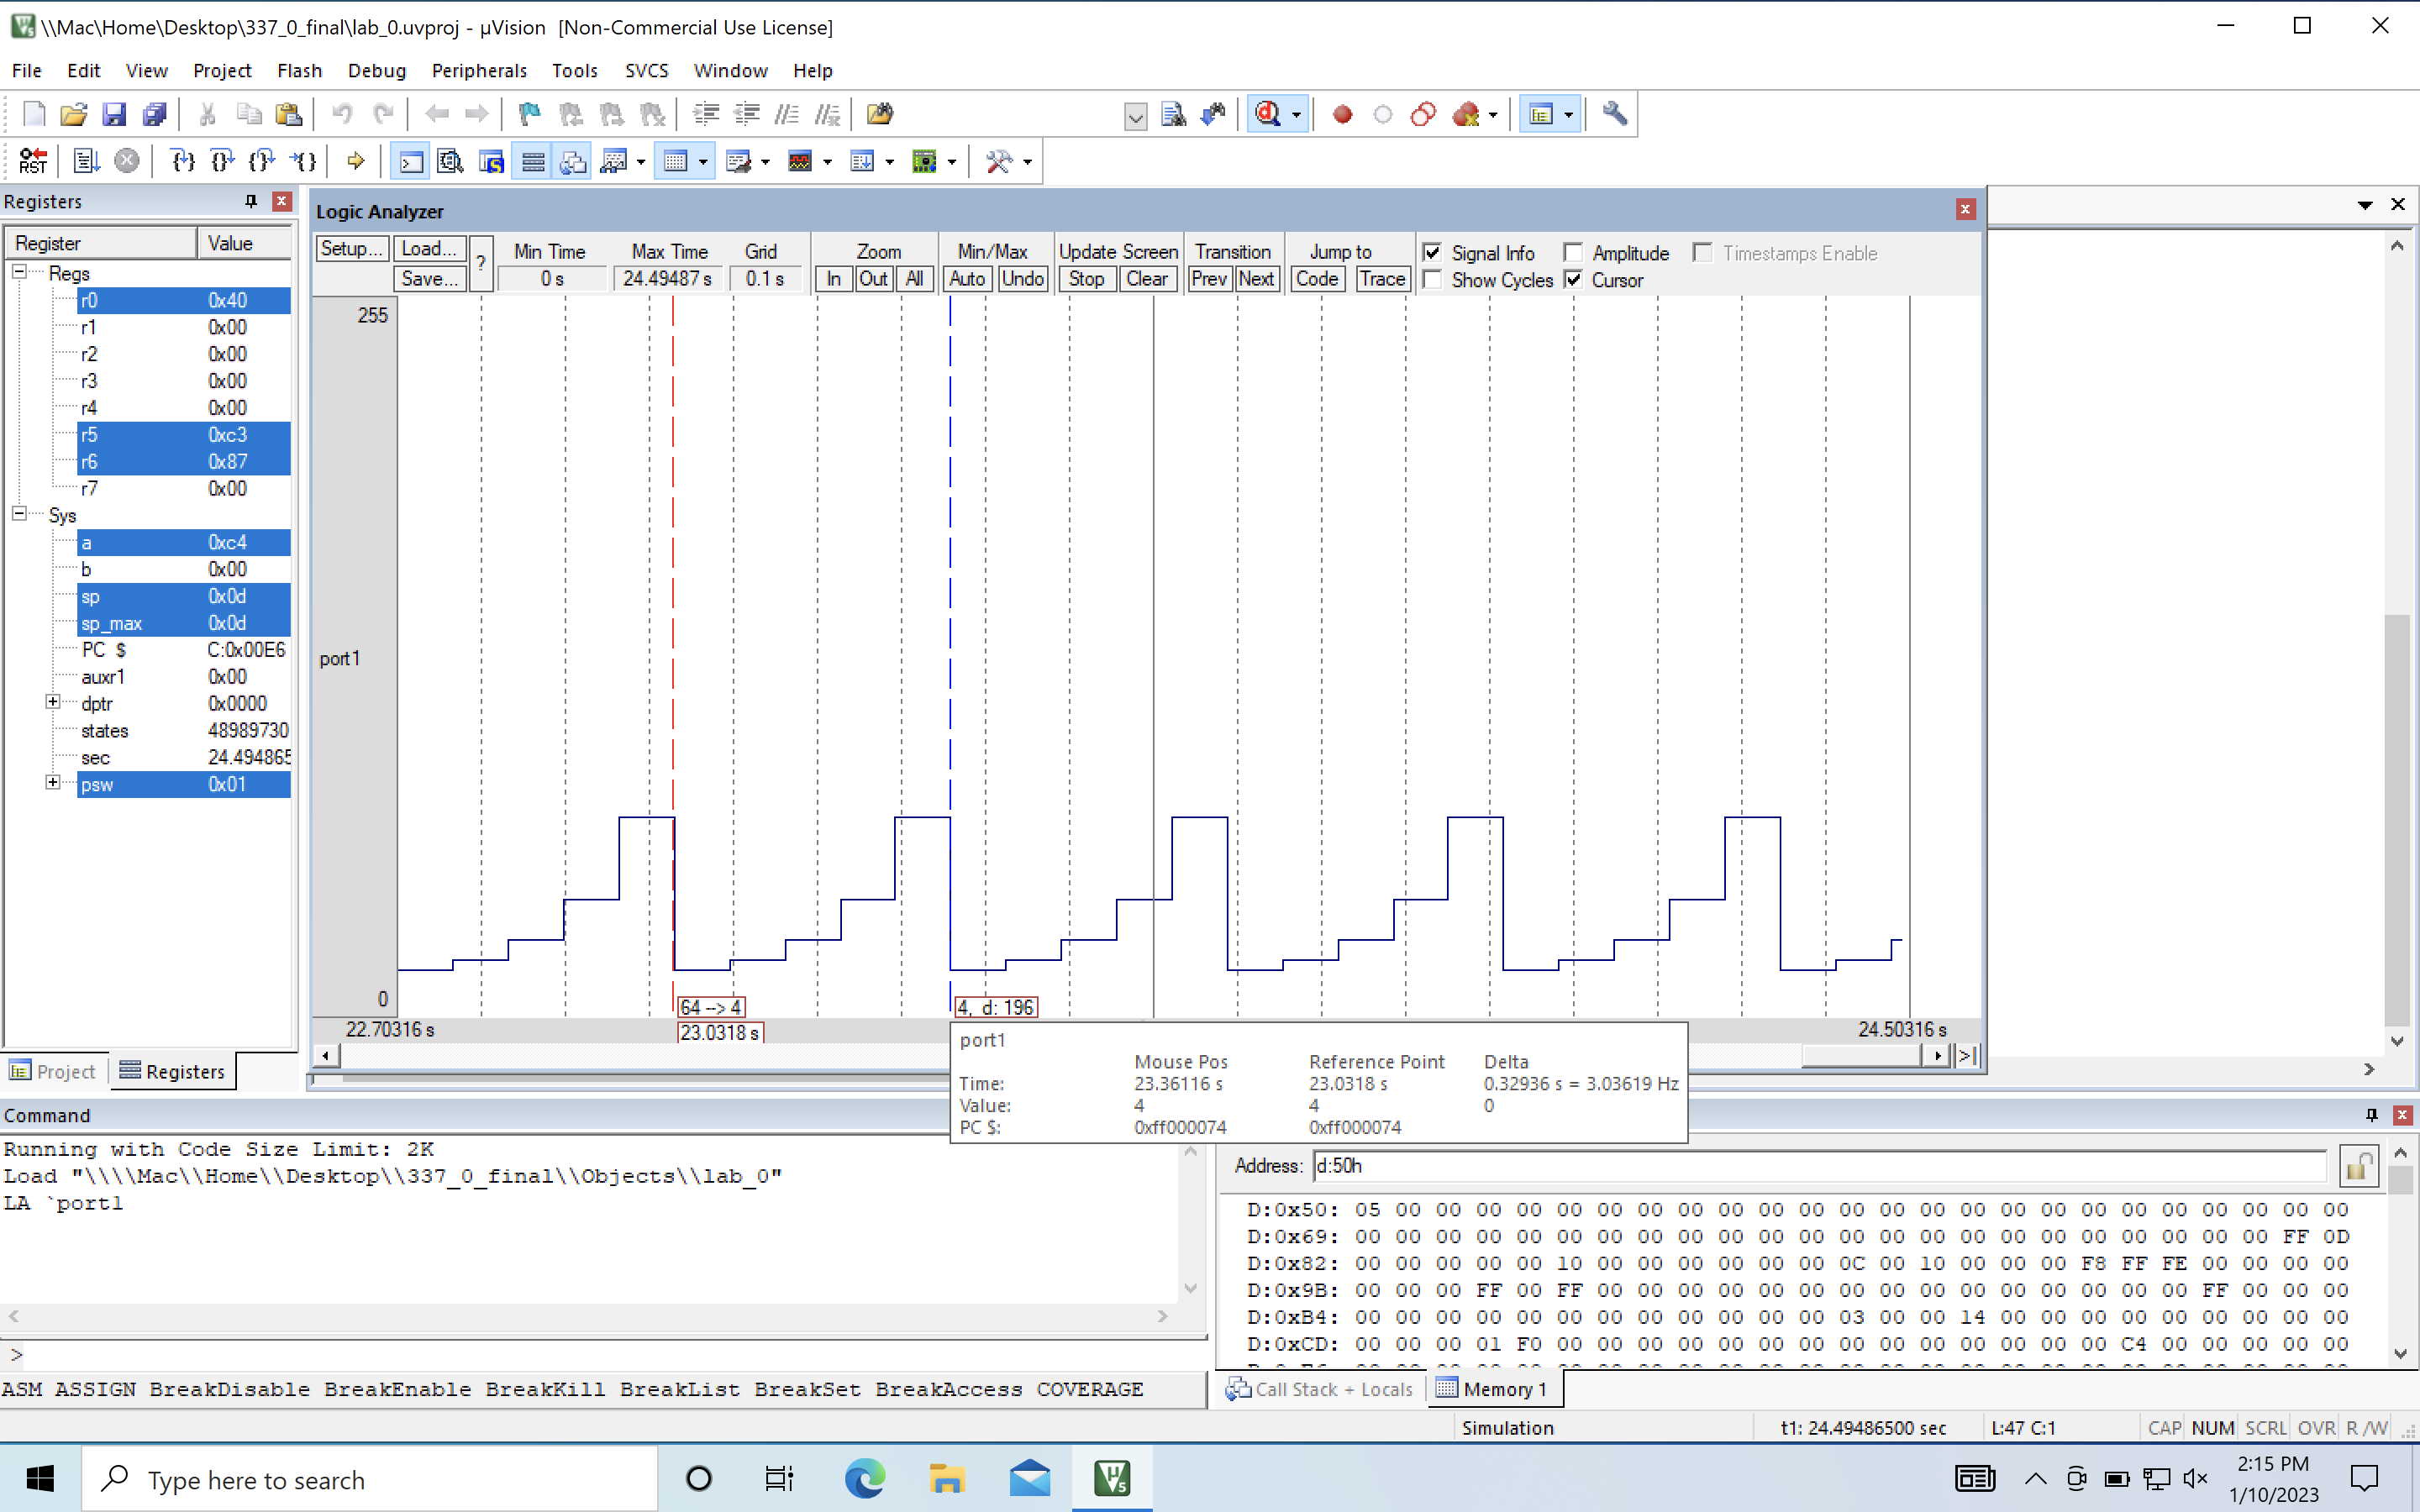 \\Mac\Home\Desktop\337_0_final\lab_0.uvproj - µVision [Non-Commercial Use License]
File Edit View Project Flash Debug Peripherals Tools SVCS Window Help
RST
Registers
Register Value
Regs
r0 0x40
r1 0x00
r2 0x00
r3 0x00
r4 0x00
r5 0xc3
r6 0x87
r7 0x00
Sys
a 0xc4
b 0x00
sp 0x0d
sp_max 0x0d
PC $ C:0x00E6
auxr1 0x00
dptr 0x0000
states 48989730
sec 24.494865
psw 0x01
Project Registers
Logic Analyzer
Setup... Load... ? Min Time Max Time Grid Zoom Min/Max Update Screen Transition Jump to Signal Info Amplitude Timestamps Enable
Save... 0 s 24.49487 s 0.1 s In Out All Auto Undo Stop Clear Prev Next Code Trace Show Cycles Cursor
255
port1
0
64 --> 4 4, d: 196
22.70316 s 23.0318 s 24.50316 s
port1
Mouse Pos Reference Point Delta
Time: 23.36116 s 23.0318 s 0.32936 s = 3.03619 Hz
Value: 4 4 0
PC $: 0xff000074 0xff000074
Command
Running with Code Size Limit: 2K
Load "\\\\Mac\\Home\\Desktop\\337_0_final\\Objects\\lab_0"
LA `port1
>
ASM ASSIGN BreakDisable BreakEnable BreakKill BreakList BreakSet BreakAccess COVERAGE
Address: d:50h
D:0x50: 05 00 00 00 00 00 00 00 00 00 00 00 00 00 00 00 00 00 00 00 00 00 00 00 00
D:0x69: 00 00 00 00 00 00 00 00 00 00 00 00 00 00 00 00 00 00 00 00 00 00 00 FF 0D
D:0x82: 00 00 00 00 00 10 00 00 00 00 00 00 0C 00 10 00 00 00 F8 FF FE 00 00 00 00
D:0x9B: 00 00 00 FF 00 FF 00 00 00 00 00 00 00 00 00 00 00 00 00 00 00 FF 00 00 00
D:0xB4: 00 00 00 00 00 00 00 00 00 00 00 00 03 00 00 14 00 00 00 00 00 00 00 00 00
D:0xCD: 00 00 00 01 F0 00 00 00 00 00 00 00 00 00 00 00 00 00 00 C4 00 00 00 00 00
Call Stack + Locals Memory 1
Simulation t1: 24.49486500 sec L:47 C:1 CAP NUM SCRL OVR R /W
Type here to search
2:15 PM
1/10/2023